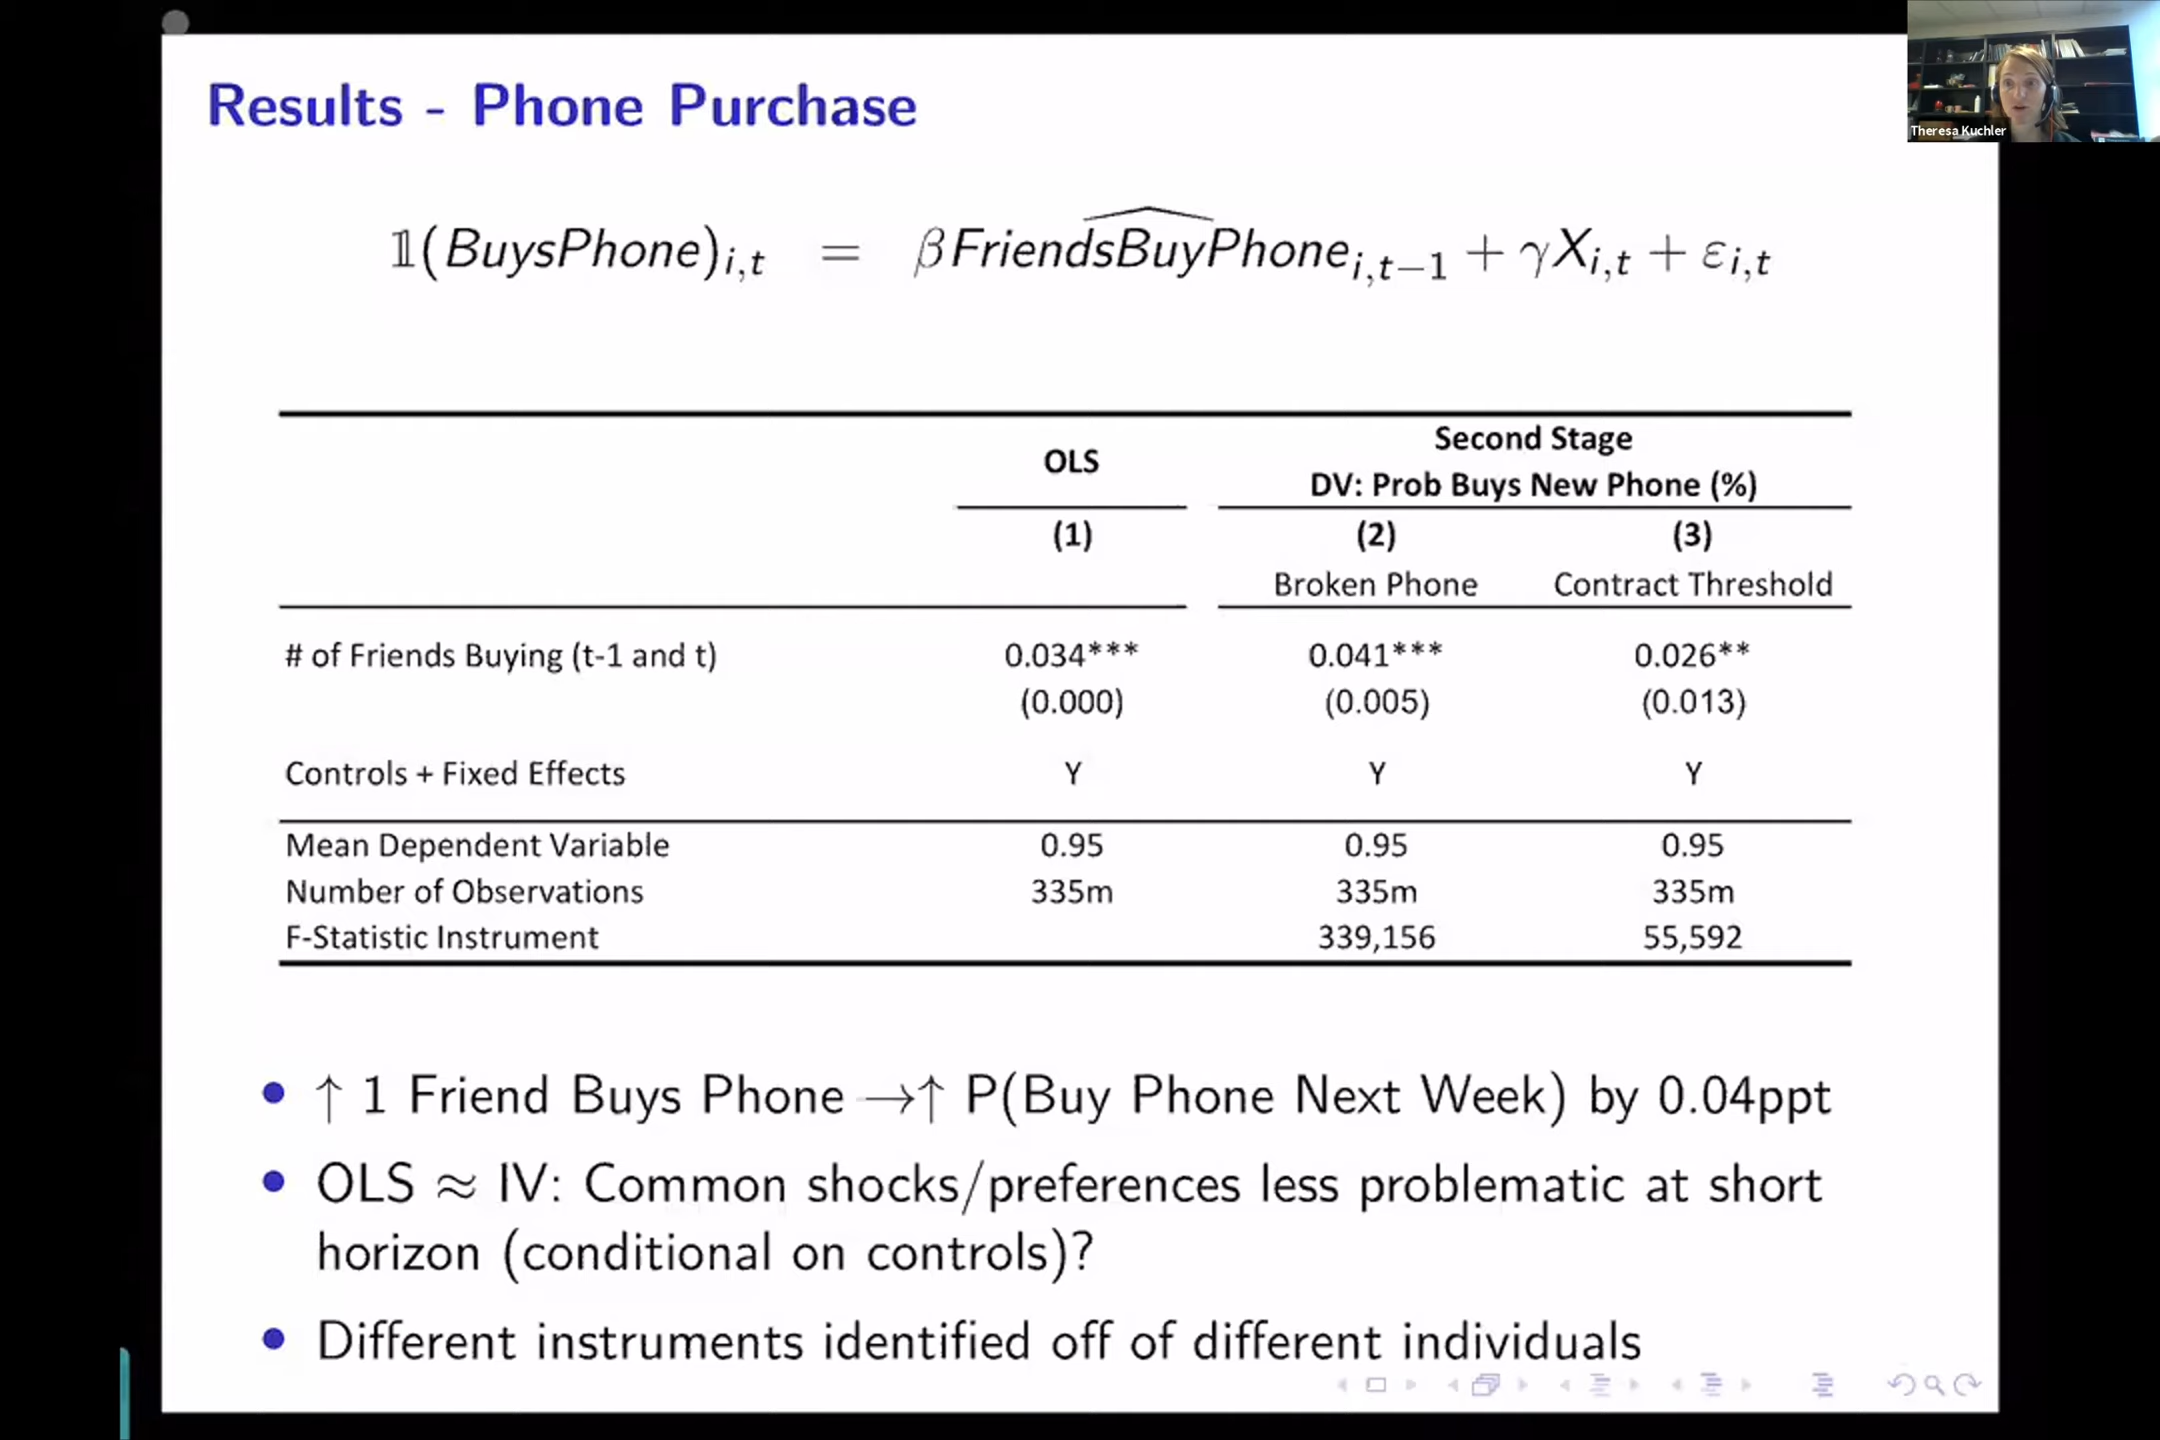 Results - Phone Purchase
Theresa Kuchler
𝟙(BuysPhone)i,t = βFriendsBuyPhonei,t−1 + γXi,t + εi,t
OLS
Second Stage
DV: Prob Buys New Phone (%)
(1) (2) (3)
Broken Phone Contract Threshold
# of Friends Buying (t-1 and t) 0.034*** 0.041*** 0.026**
(0.000) (0.005) (0.013)
Controls + Fixed Effects Y Y Y
Mean Dependent Variable 0.95 0.95 0.95
Number of Observations 335m 335m 335m
F-Statistic Instrument 339,156 55,592
• ↑ 1 Friend Buys Phone →↑ P(Buy Phone Next Week) by 0.04ppt
• OLS ≈ IV: Common shocks/preferences less problematic at short
horizon (conditional on controls)?
• Different instruments identified off of different individuals